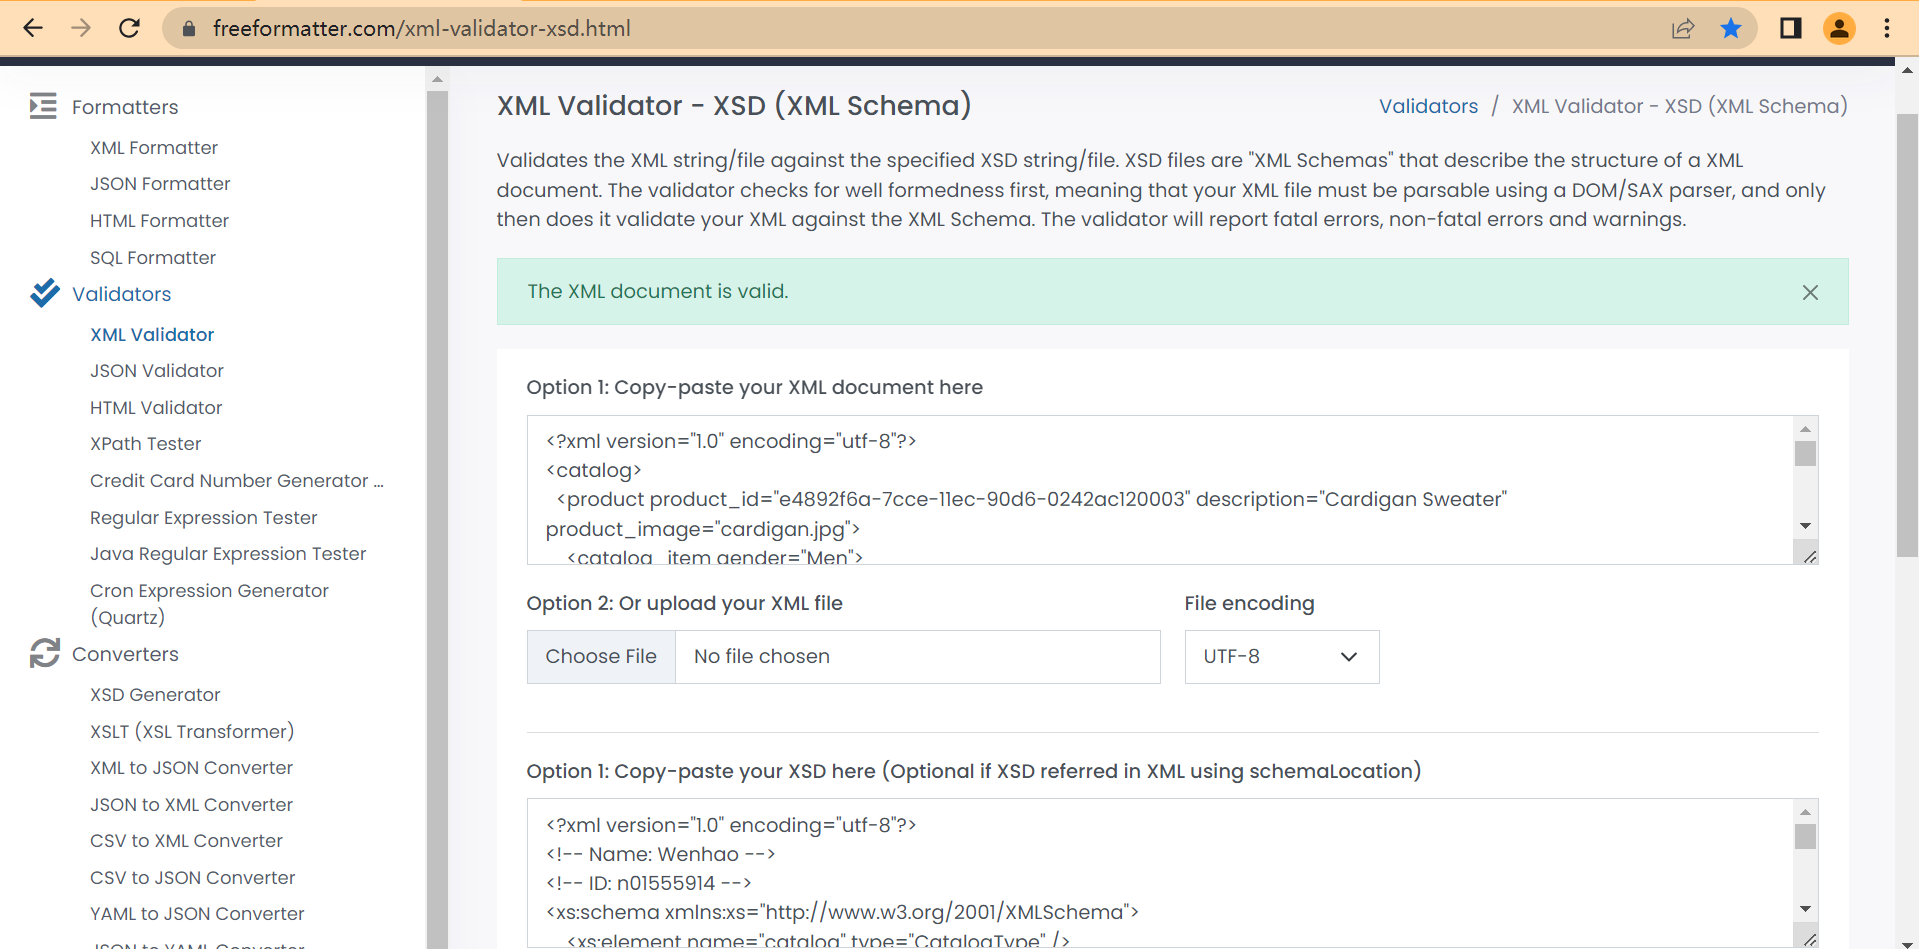 freeformatter.com/xml-validator-xsd.html
Formatters
XML Formatter
JSON Formatter
HTML Formatter
SQL Formatter
Validators
XML Validator
JSON Validator
HTML Validator
XPath Tester
Credit Card Number Generator ...
Regular Expression Tester
Java Regular Expression Tester
Cron Expression Generator
(Quartz)
Converters
XSD Generator
XSLT (XSL Transformer)
XML to JSON Converter
JSON to XML Converter
CSV to XML Converter
CSV to JSON Converter
YAML to JSON Converter
JSON to YAML Converter
XML Validator - XSD (XML Schema)
Validators / XML Validator - XSD (XML Schema)
Validates the XML string/file against the specified XSD string/file. XSD files are "XML Schemas" that describe the structure of a XML
document. The validator checks for well formedness first, meaning that your XML file must be parsable using a DOM/SAX parser, and only
then does it validate your XML against the XML Schema. The validator will report fatal errors, non-fatal errors and warnings.
The XML document is valid.
Option 1: Copy-paste your XML document here
<?xml version="1.0" encoding="utf-8"?>
<catalog>
<product product_id="e4892f6a-7cce-11ec-90d6-0242ac120003" description="Cardigan Sweater"
product_image="cardigan.jpg">
<catalog_item gender="Men">
Option 2: Or upload your XML file
File encoding
Choose File No file chosen
UTF-8
Option 1: Copy-paste your XSD here (Optional if XSD referred in XML using schemaLocation)
<?xml version="1.0" encoding="utf-8"?>
<!-- Name: Wenhao -->
<!-- ID: n01555914 -->
<xs:schema xmlns:xs="http://www.w3.org/2001/XMLSchema">
<xs:element name="catalog" type="CatalogType" />